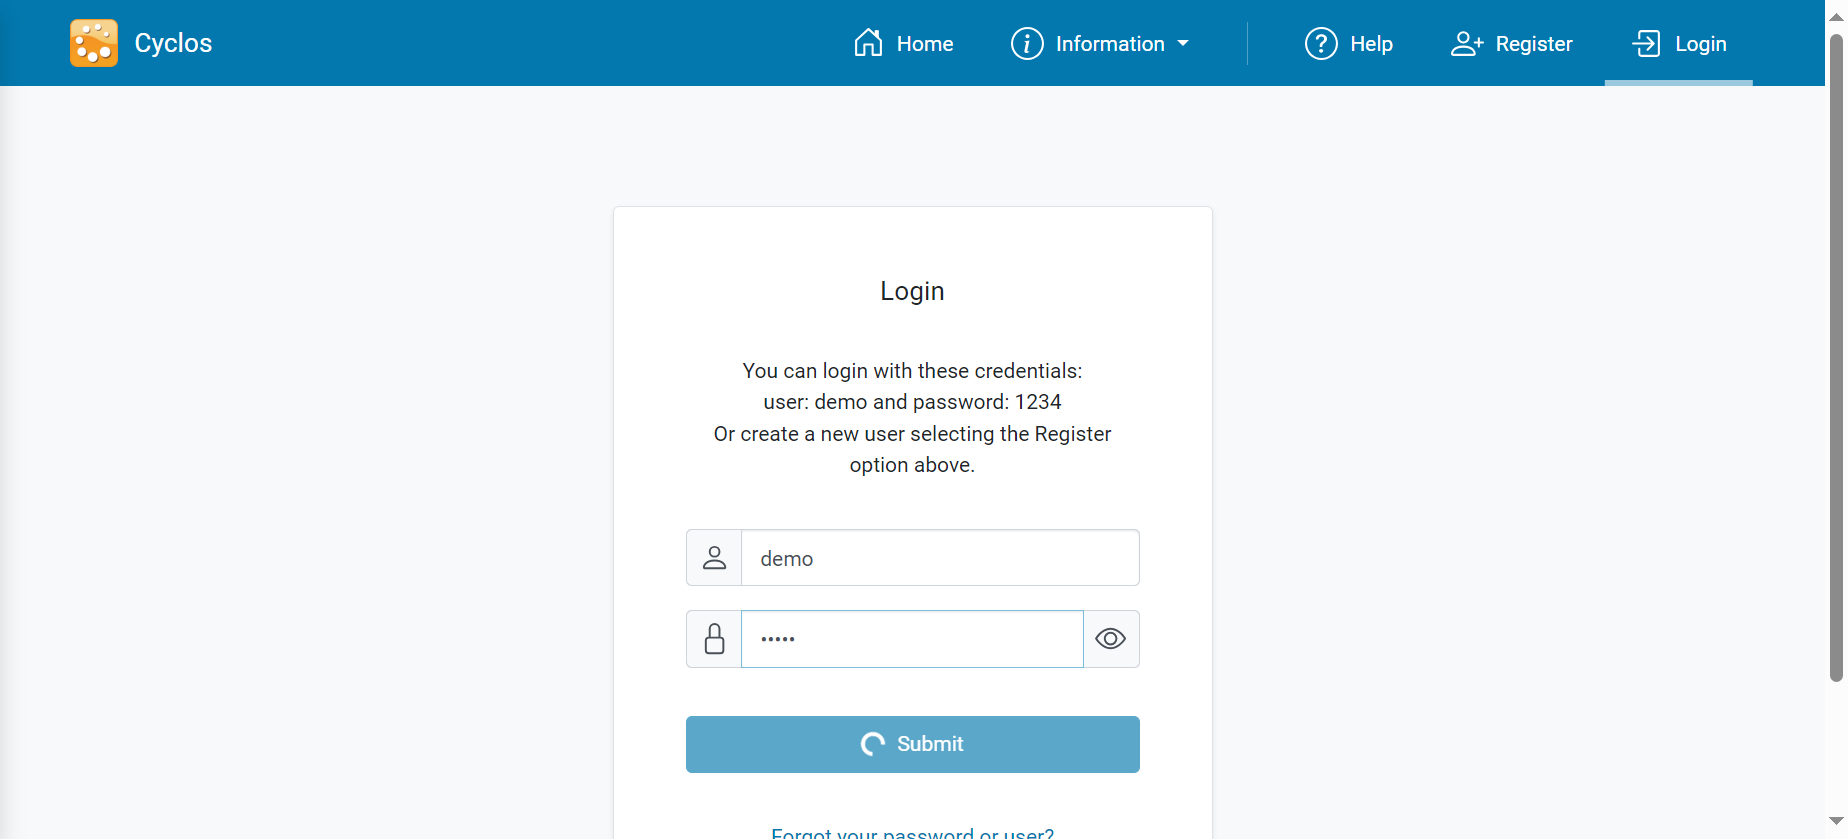 Cyclos
Home
Information
Help
Register
Login
Login
You can login with these credentials:
user: demo and password: 1234
Or create a new user selecting the Register
option above.
demo
•••••
Submit
Forgot your password or user?